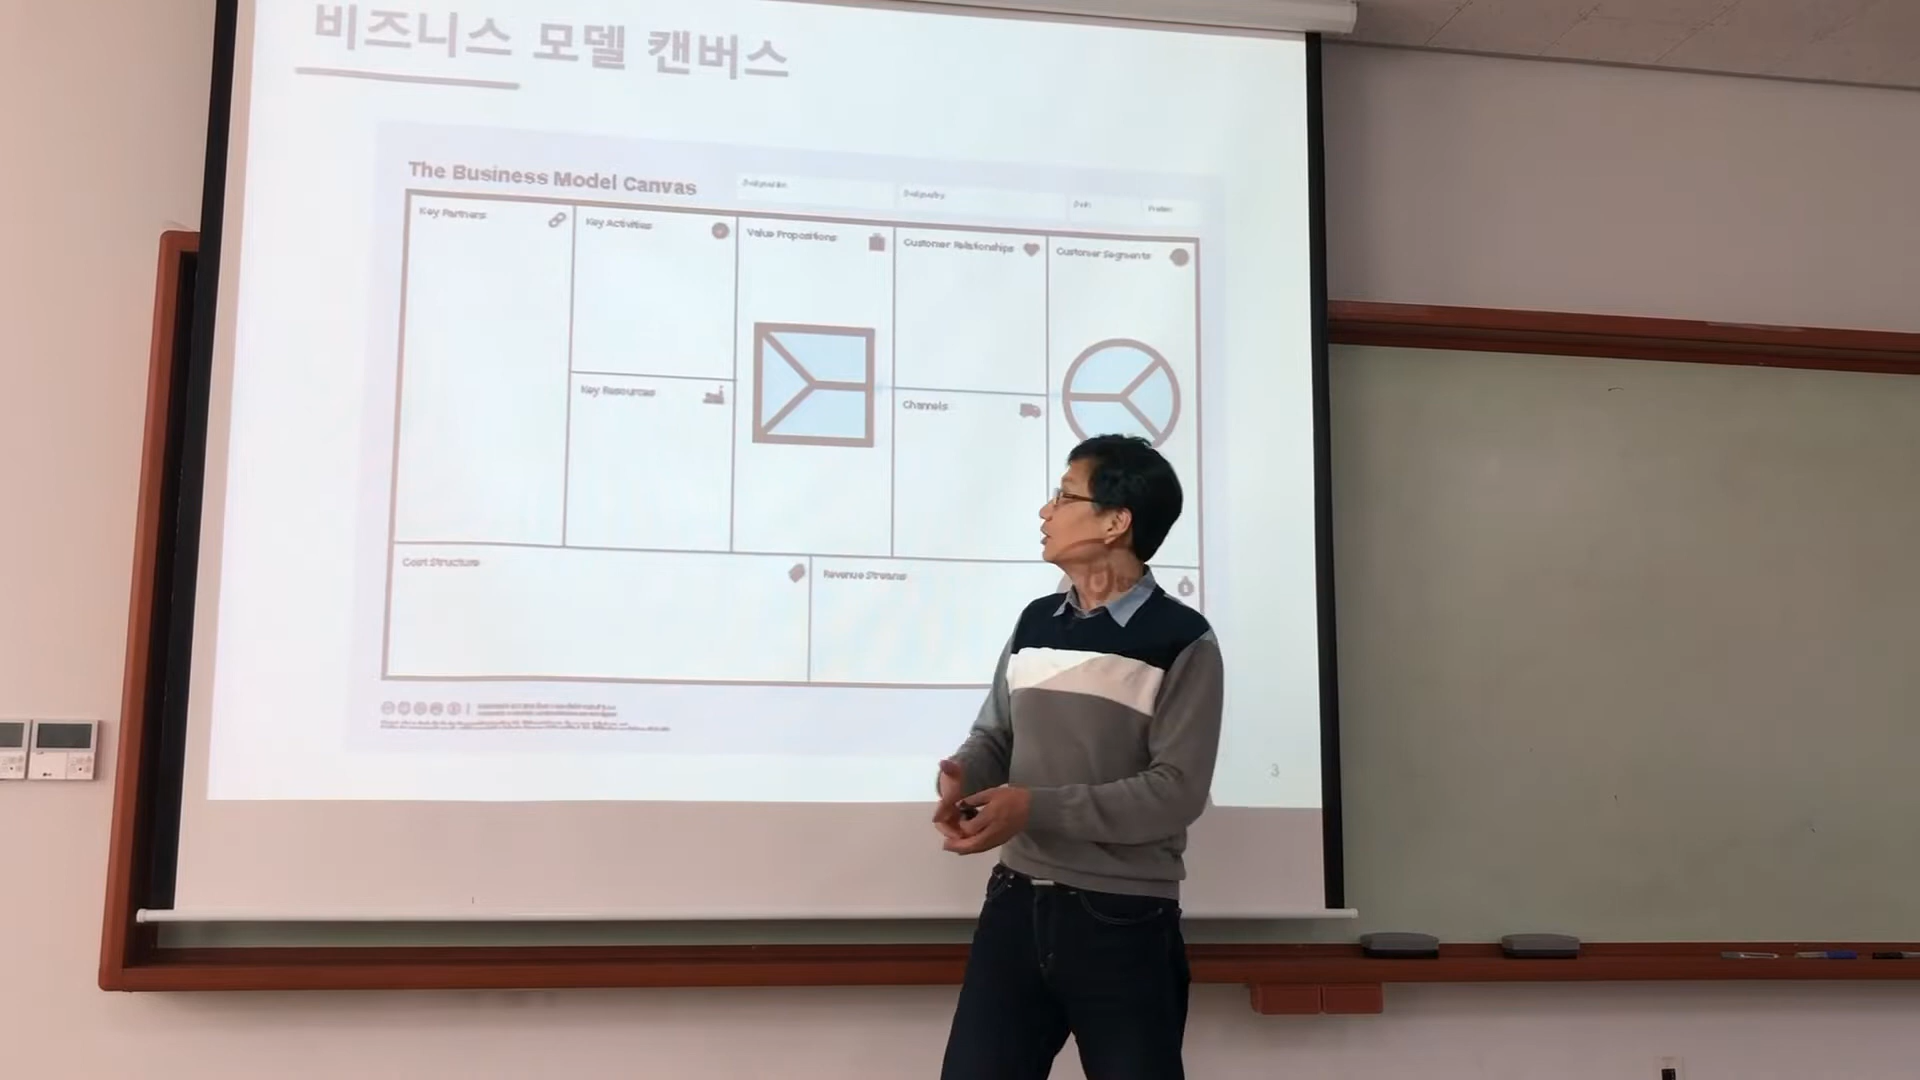 비즈니스 모델 캔버스
The Business Model Canvas
Key Partners
Key Activities
Value Propositions
Customer Relationships
Customer Segments
Key Resources
Channels
Cost Structure
Revenue Streams
3